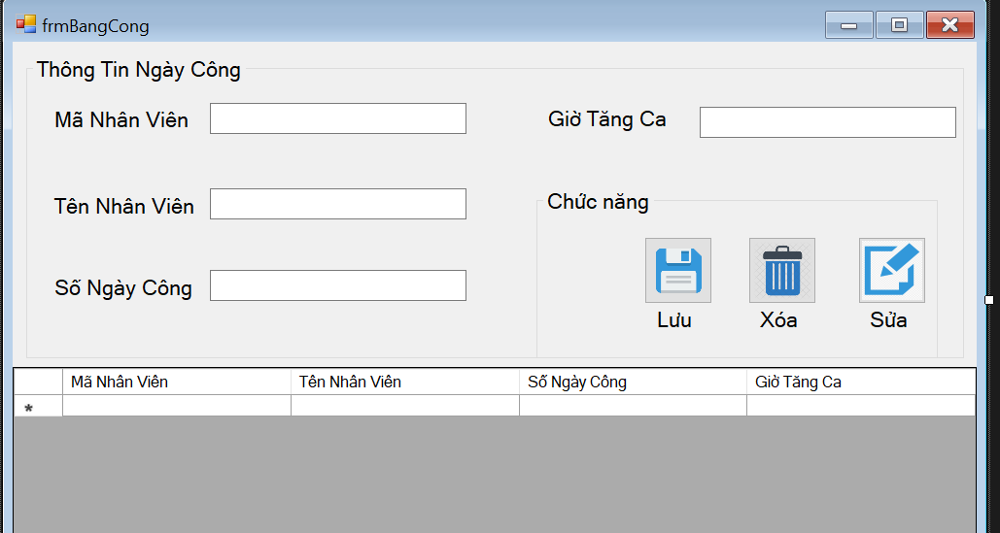 frmBangCong
Thông Tin Ngày Công
Mã Nhân Viên
Giờ Tăng Ca
Tên Nhân Viên
Số Ngày Công
Chức năng
Lưu
Xóa
Sửa
Mã Nhân Viên
Tên Nhân Viên
Số Ngày Công
Giờ Tăng Ca
*